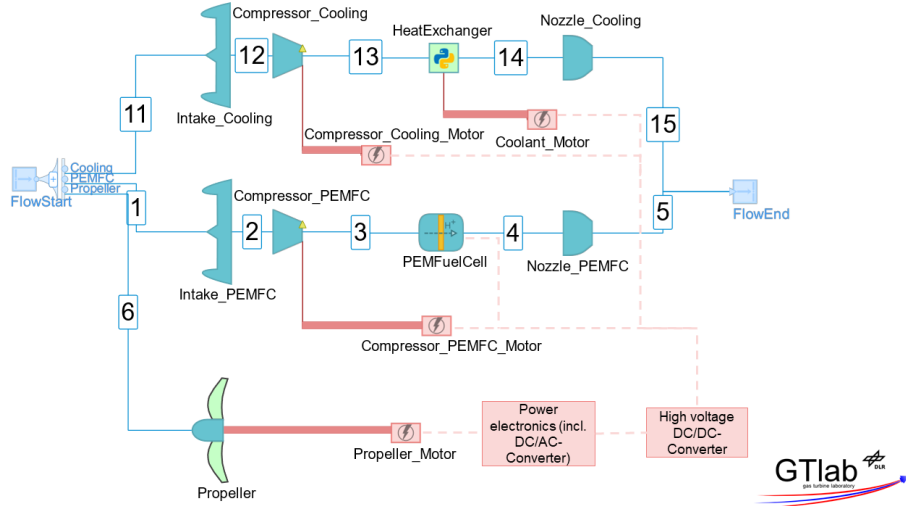 Compressor_Cooling
Nozzle_Cooling
HeatExchanger
12
13
14
Intake_Cooling
11
15
Compressor_Cooling_Motor
Coolant_Motor
Cooling
PEMFC
Propeller
FlowStart
FlowEnd
Compressor_PEMFC
1
2
3
H+
4
5
PEMFuelCell
Nozzle_PEMFC
Intake_PEMFC
6
Compressor_PEMFC_Motor
Power
electronics (incl.
DC/AC-
Converter)
High voltage
DC/DC-
Converter
Propeller_Motor
Propeller
GTlab
gas turbine laboratory
DLR